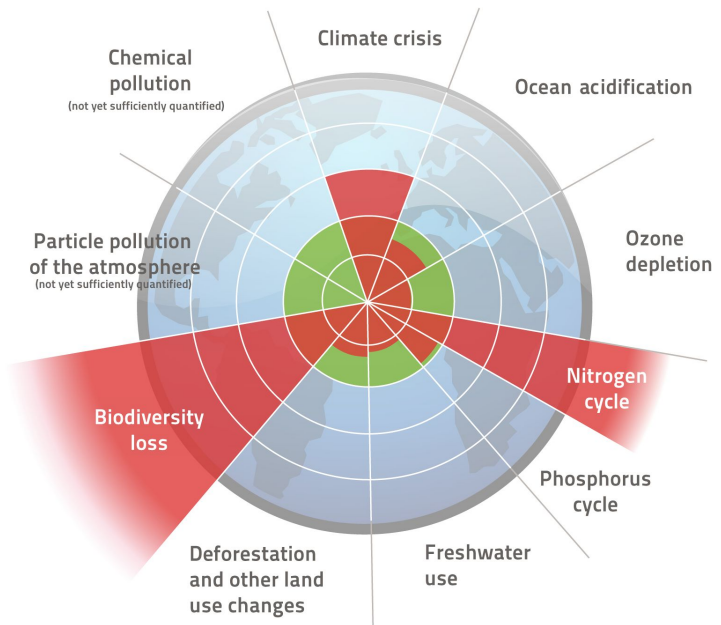 Climate crisis
Chemical
pollution
(not yet sufficiently quantified)
Ocean acidification
Particle pollution
of the atmosphere
(not yet sufficiently quantified)
Ozone
depletion
Nitrogen
cycle
Biodiversity
loss
Phosphorus
cycle
Deforestation
and other land
use changes
Freshwater
use